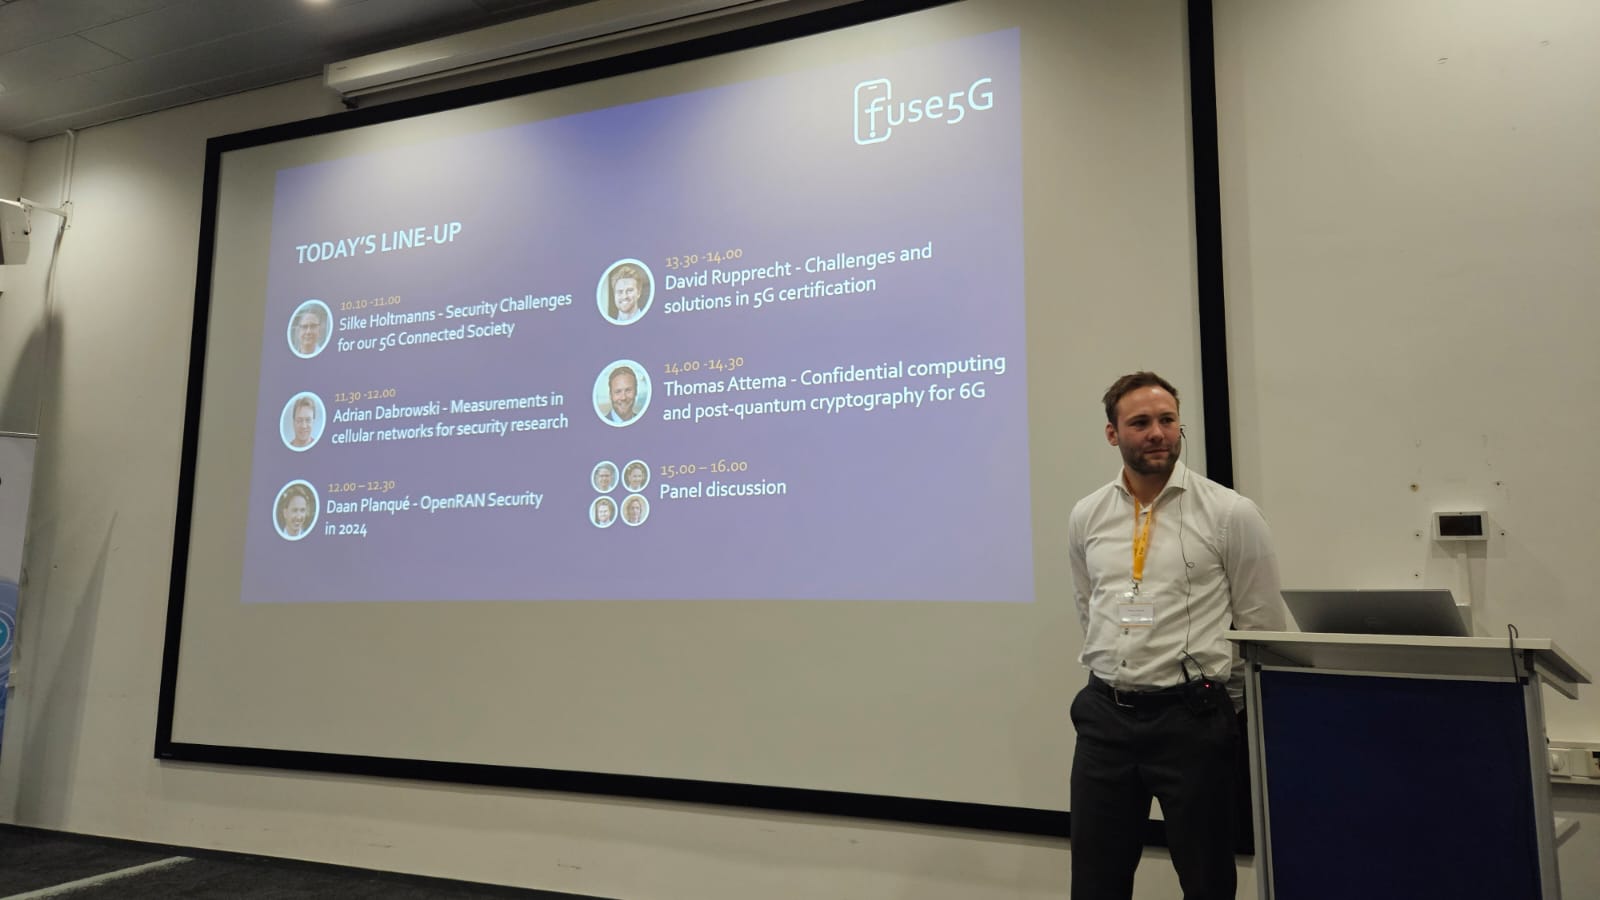 fuse5G
TODAY'S LINE-UP
10.10 -11.00
Silke Holtmanns - Security Challenges
for our 5G Connected Society
11.30 -12.00
Adrian Dabrowski - Measurements in
cellular networks for security research
12.00 – 12.30
Daan Planqué - OpenRAN Security
in 2024
13.30 -14.00
David Rupprecht - Challenges and
solutions in 5G certification
14.00 -14.30
Thomas Attema - Confidential computing
and post-quantum cryptography for 6G
15.00 – 16.00
Panel discussion